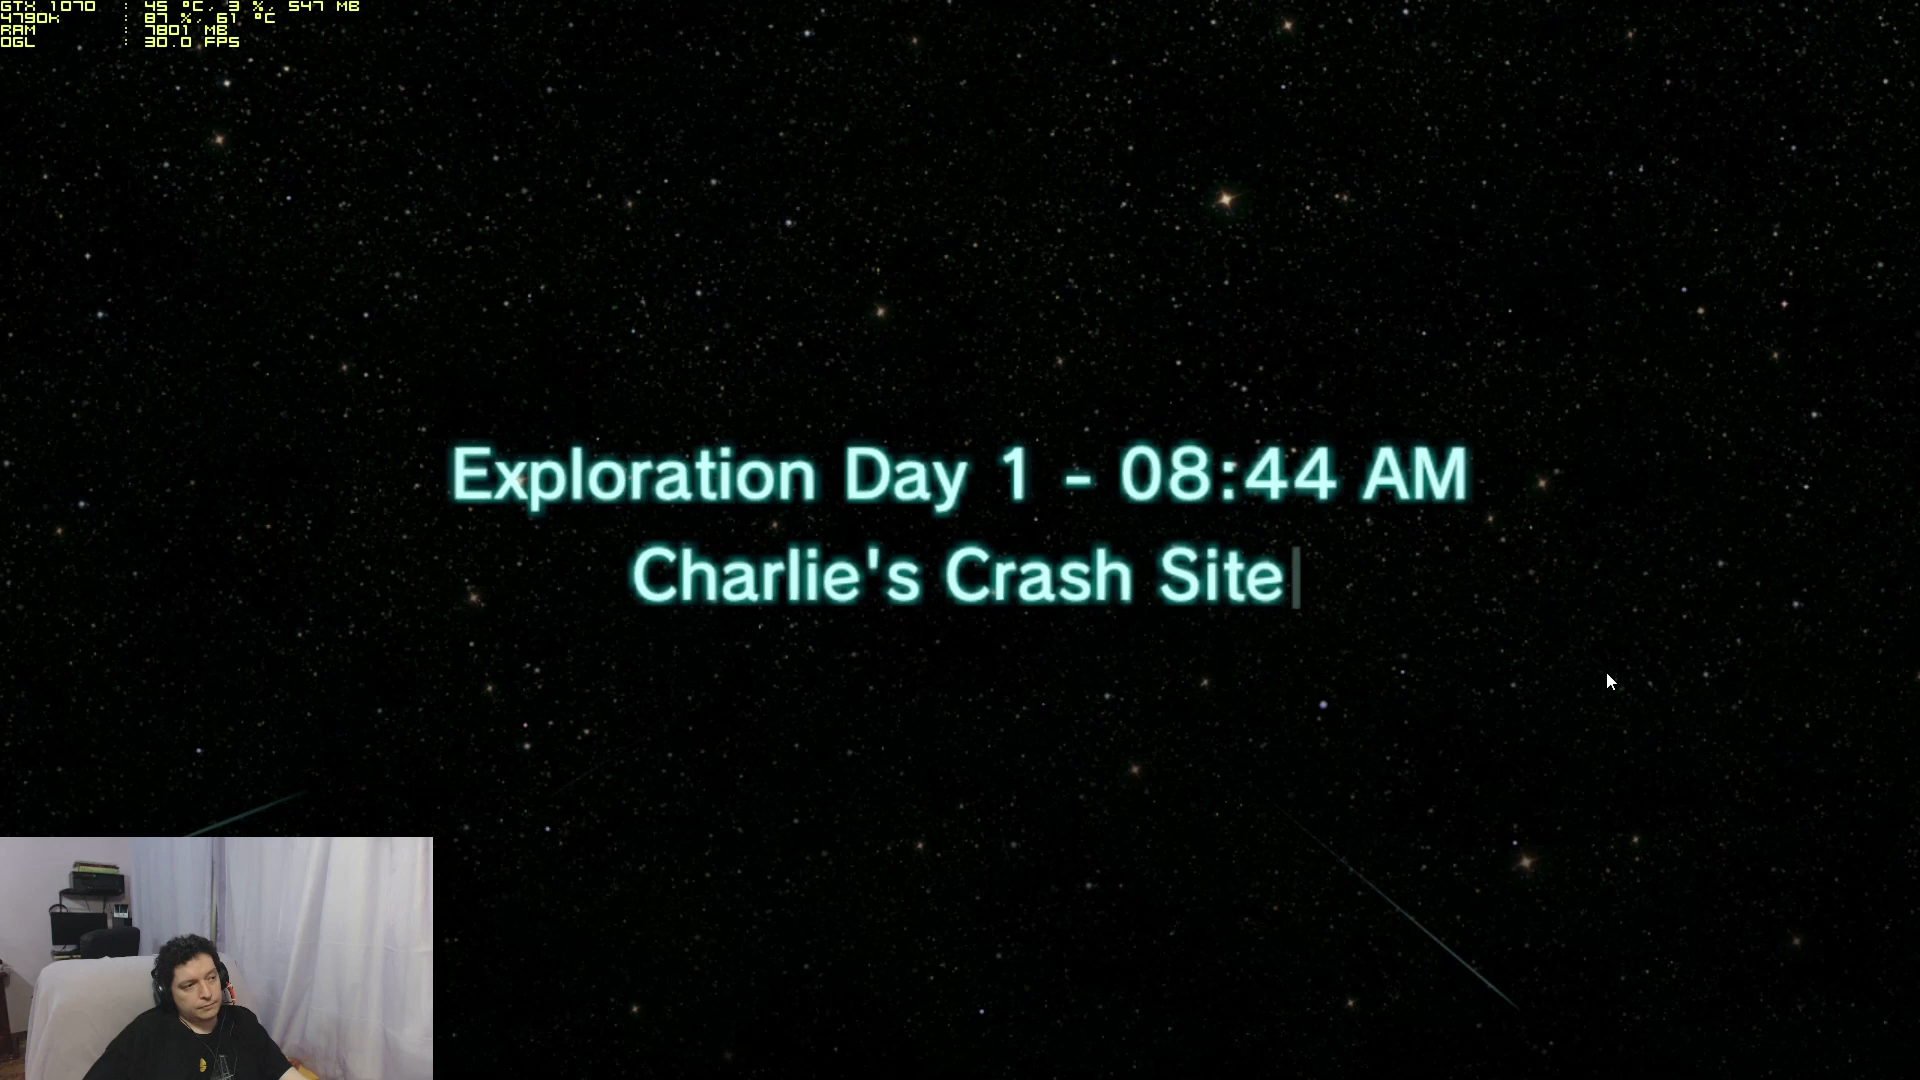 GTX 1070 : 45 °C, 3 %, 547 MB
4790K : 87 %, 61 °C
RAM : 7801 MB
OGL : 30.0 FPS
Exploration Day 1 - 08:44 AM
Charlie's Crash Site